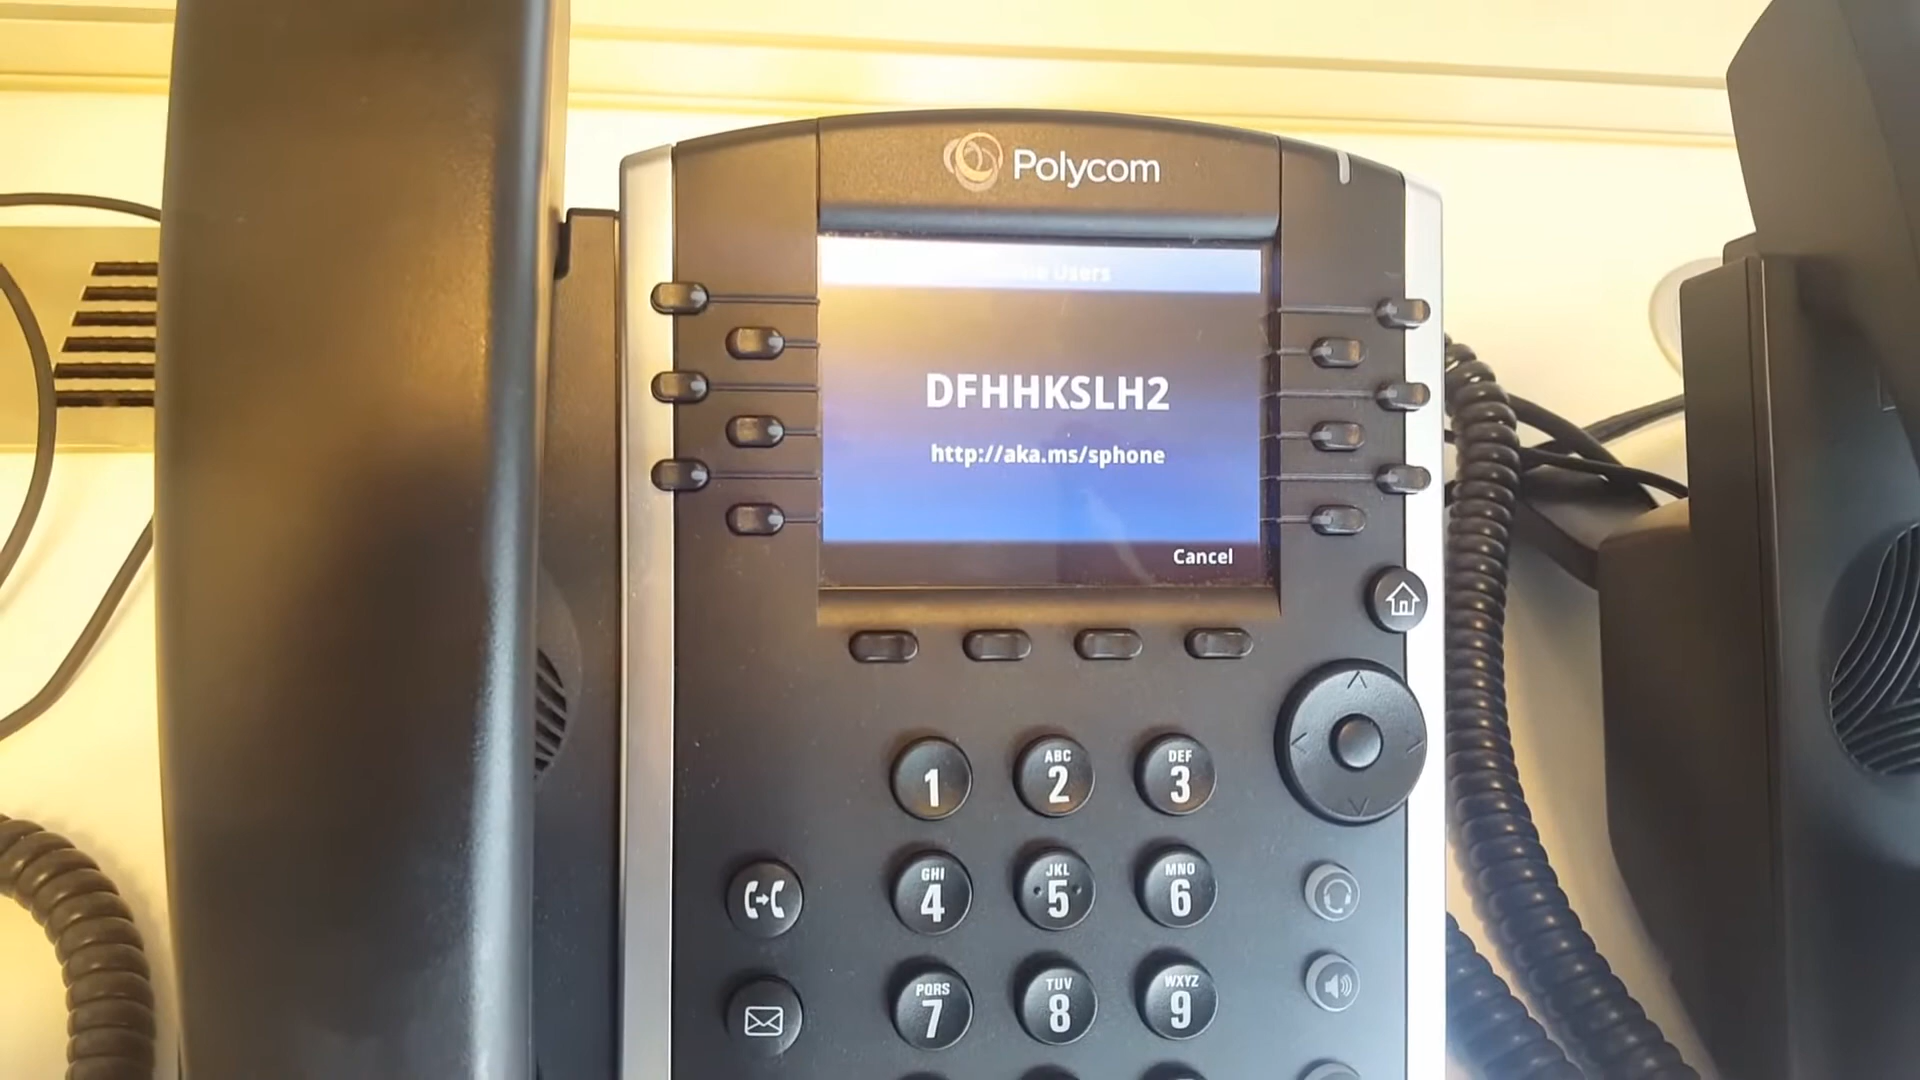 Polycom
Users
DFHHKSLH2
http://aka.ms/sphone
Cancel
1
ABC
2
DEF
3
GHI
4
JKL
5
MNO
6
PQRS
7
TUV
8
WXYZ
9